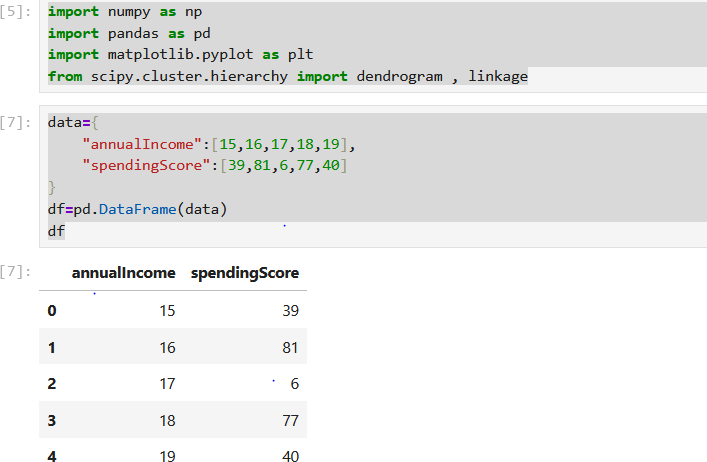 [5]: import numpy as np
import pandas as pd
import matplotlib.pyplot as plt
from scipy.cluster.hierarchy import dendrogram , linkage
[7]: data={
"annualIncome":[15,16,17,18,19],
"spendingScore":[39,81,6,77,40]
}
df=pd.DataFrame(data)
df
[7]: annualIncome spendingScore
0 15 39
1 16 81
2 17 6
3 18 77
4 19 40